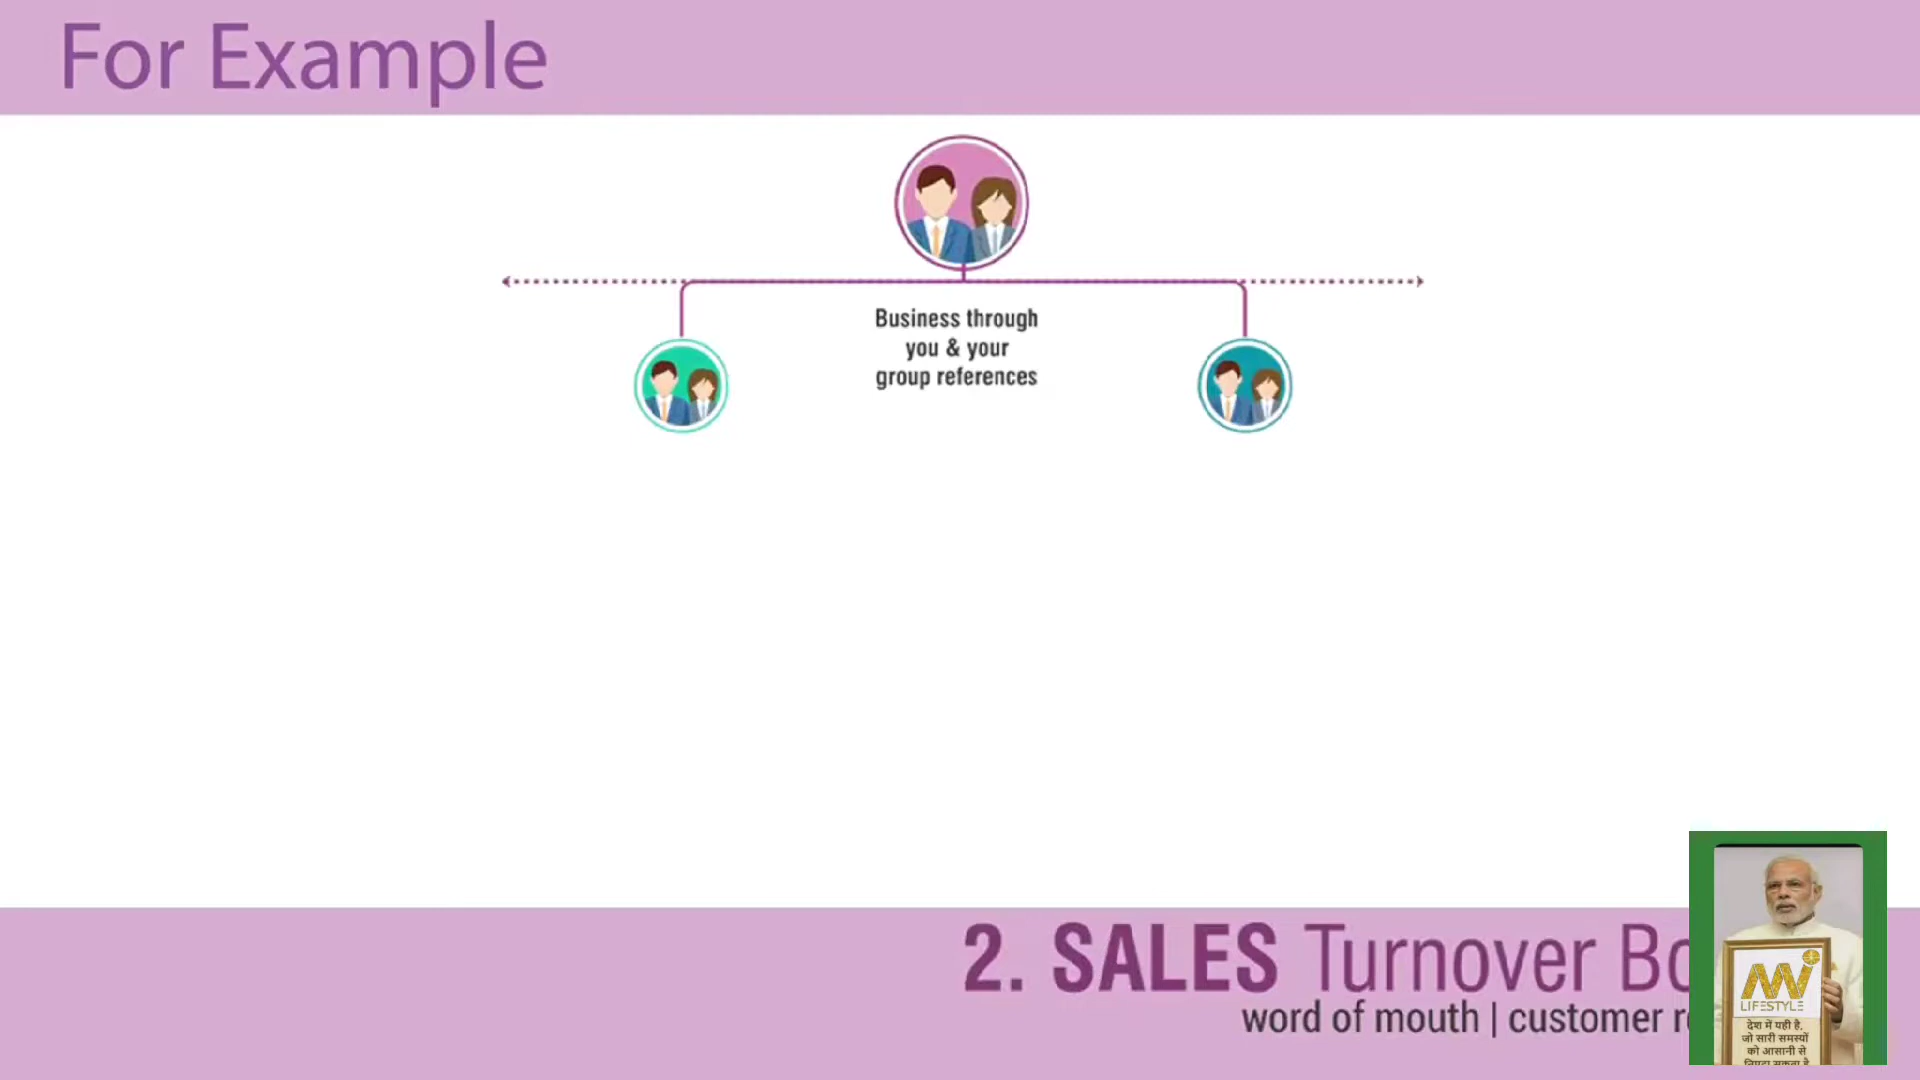 For Example
Business through
you & your
group references
2. SALES Turnover Bo
word of mouth | customer r
MVI
LIFESTYLE
देश में यही है,
जो सारी समस्यों
को आसानी से